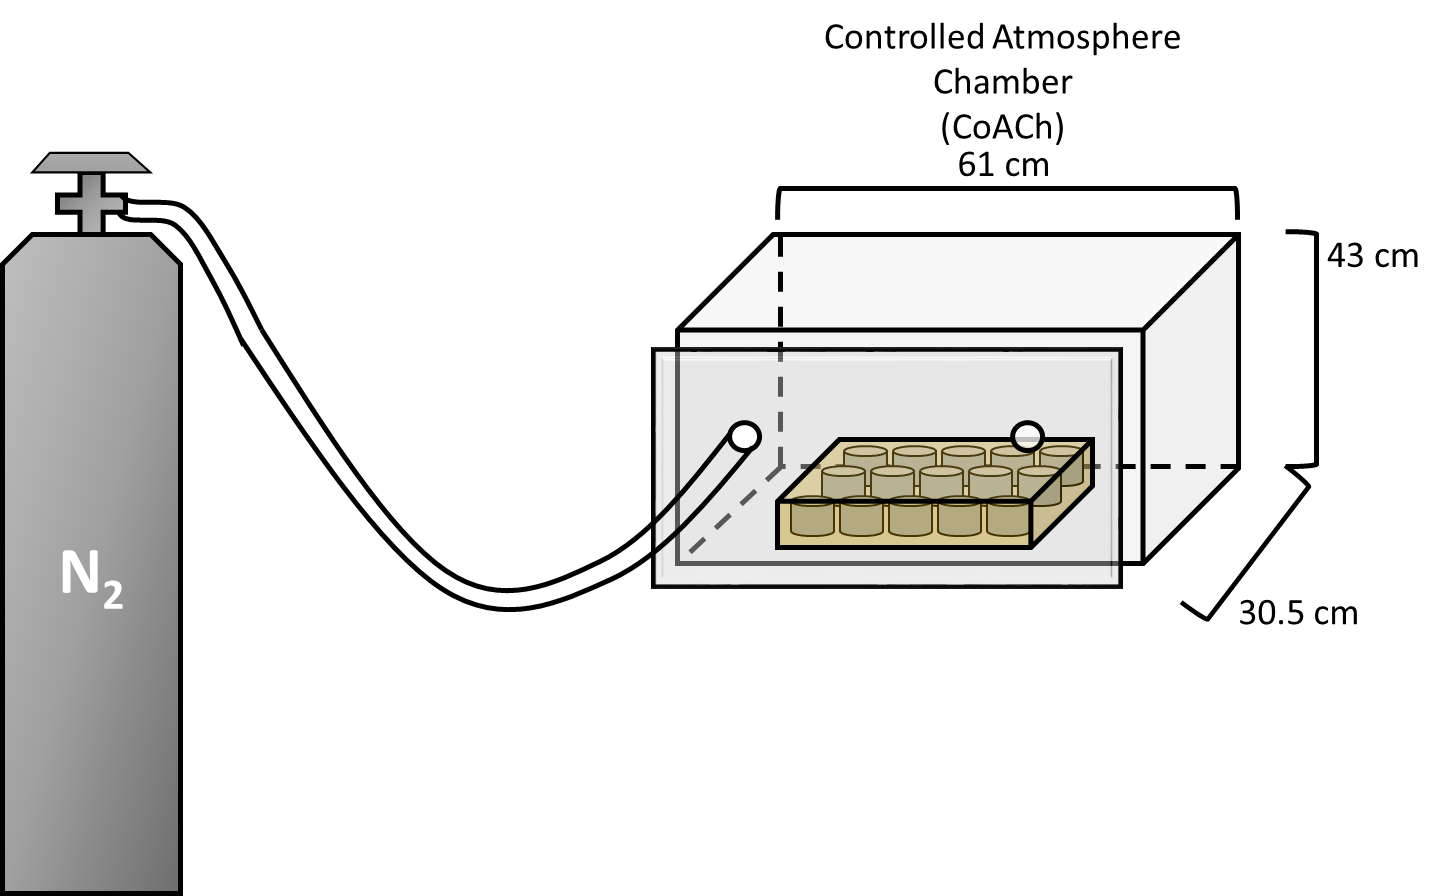 Controlled Atmosphere
Chamber
(CoACh)
61 cm
43 cm
N₂
30.5 cm